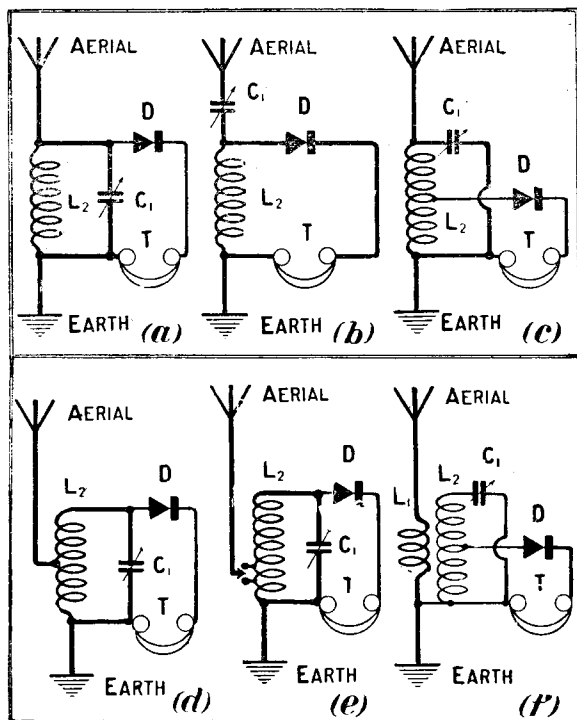 AERIAL
D
C₁
L₂
T
EARTH
(a)
AERIAL
C₁
D
L₂
T
EARTH
(b)
AERIAL
C₁
D
L₂
T
EARTH
(c)
AERIAL
L₂
D
C₁
T
EARTH
(d)
AERIAL
L₂
D
C₁
T
EARTH
(e)
AERIAL
L₁
L₂
C₁
D
T
EARTH
(f)